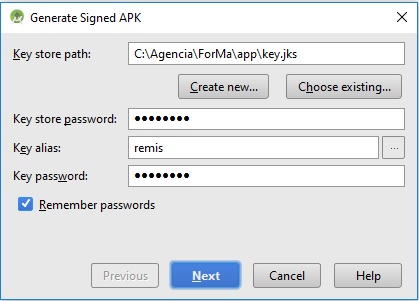 Generate Signed APK
Key store path: C:\Agencia\ForMa\app\key.jks
Create new... Choose existing...
Key store password: ●●●●●●●●
Key alias: remis ...
Key password: ●●●●●●●●
Remember passwords
Previous Next Cancel Help